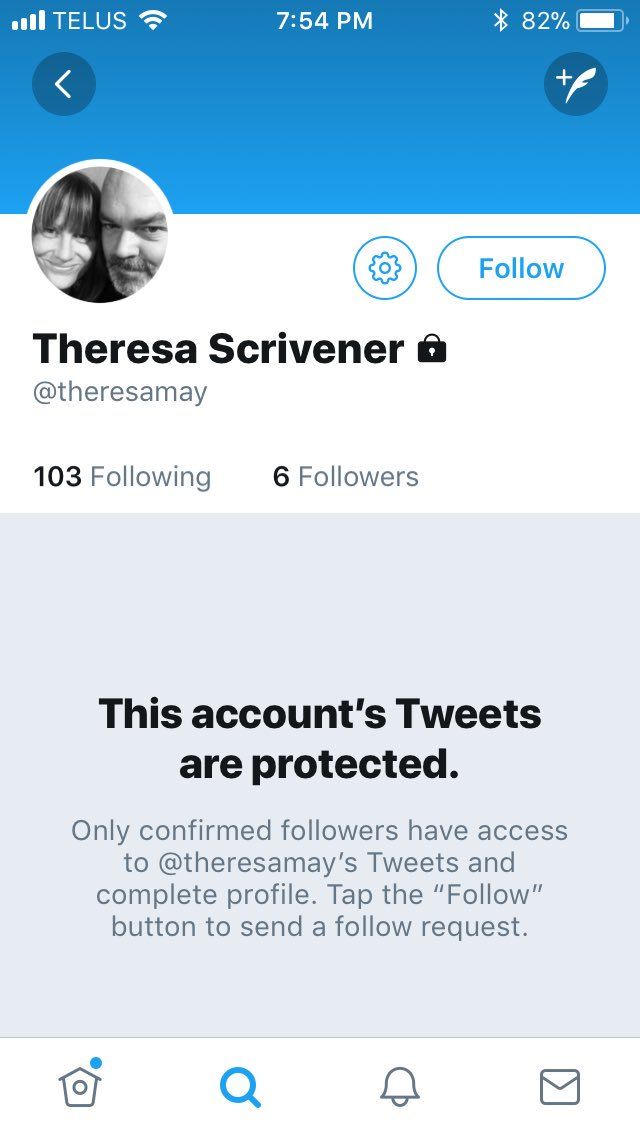 TELUS 7:54 PM 82%
Theresa Scrivener
@theresamay
Follow
103 Following 6 Followers
This account’s Tweets
are protected.
Only confirmed followers have access
to @theresamay’s Tweets and
complete profile. Tap the “Follow”
button to send a follow request.